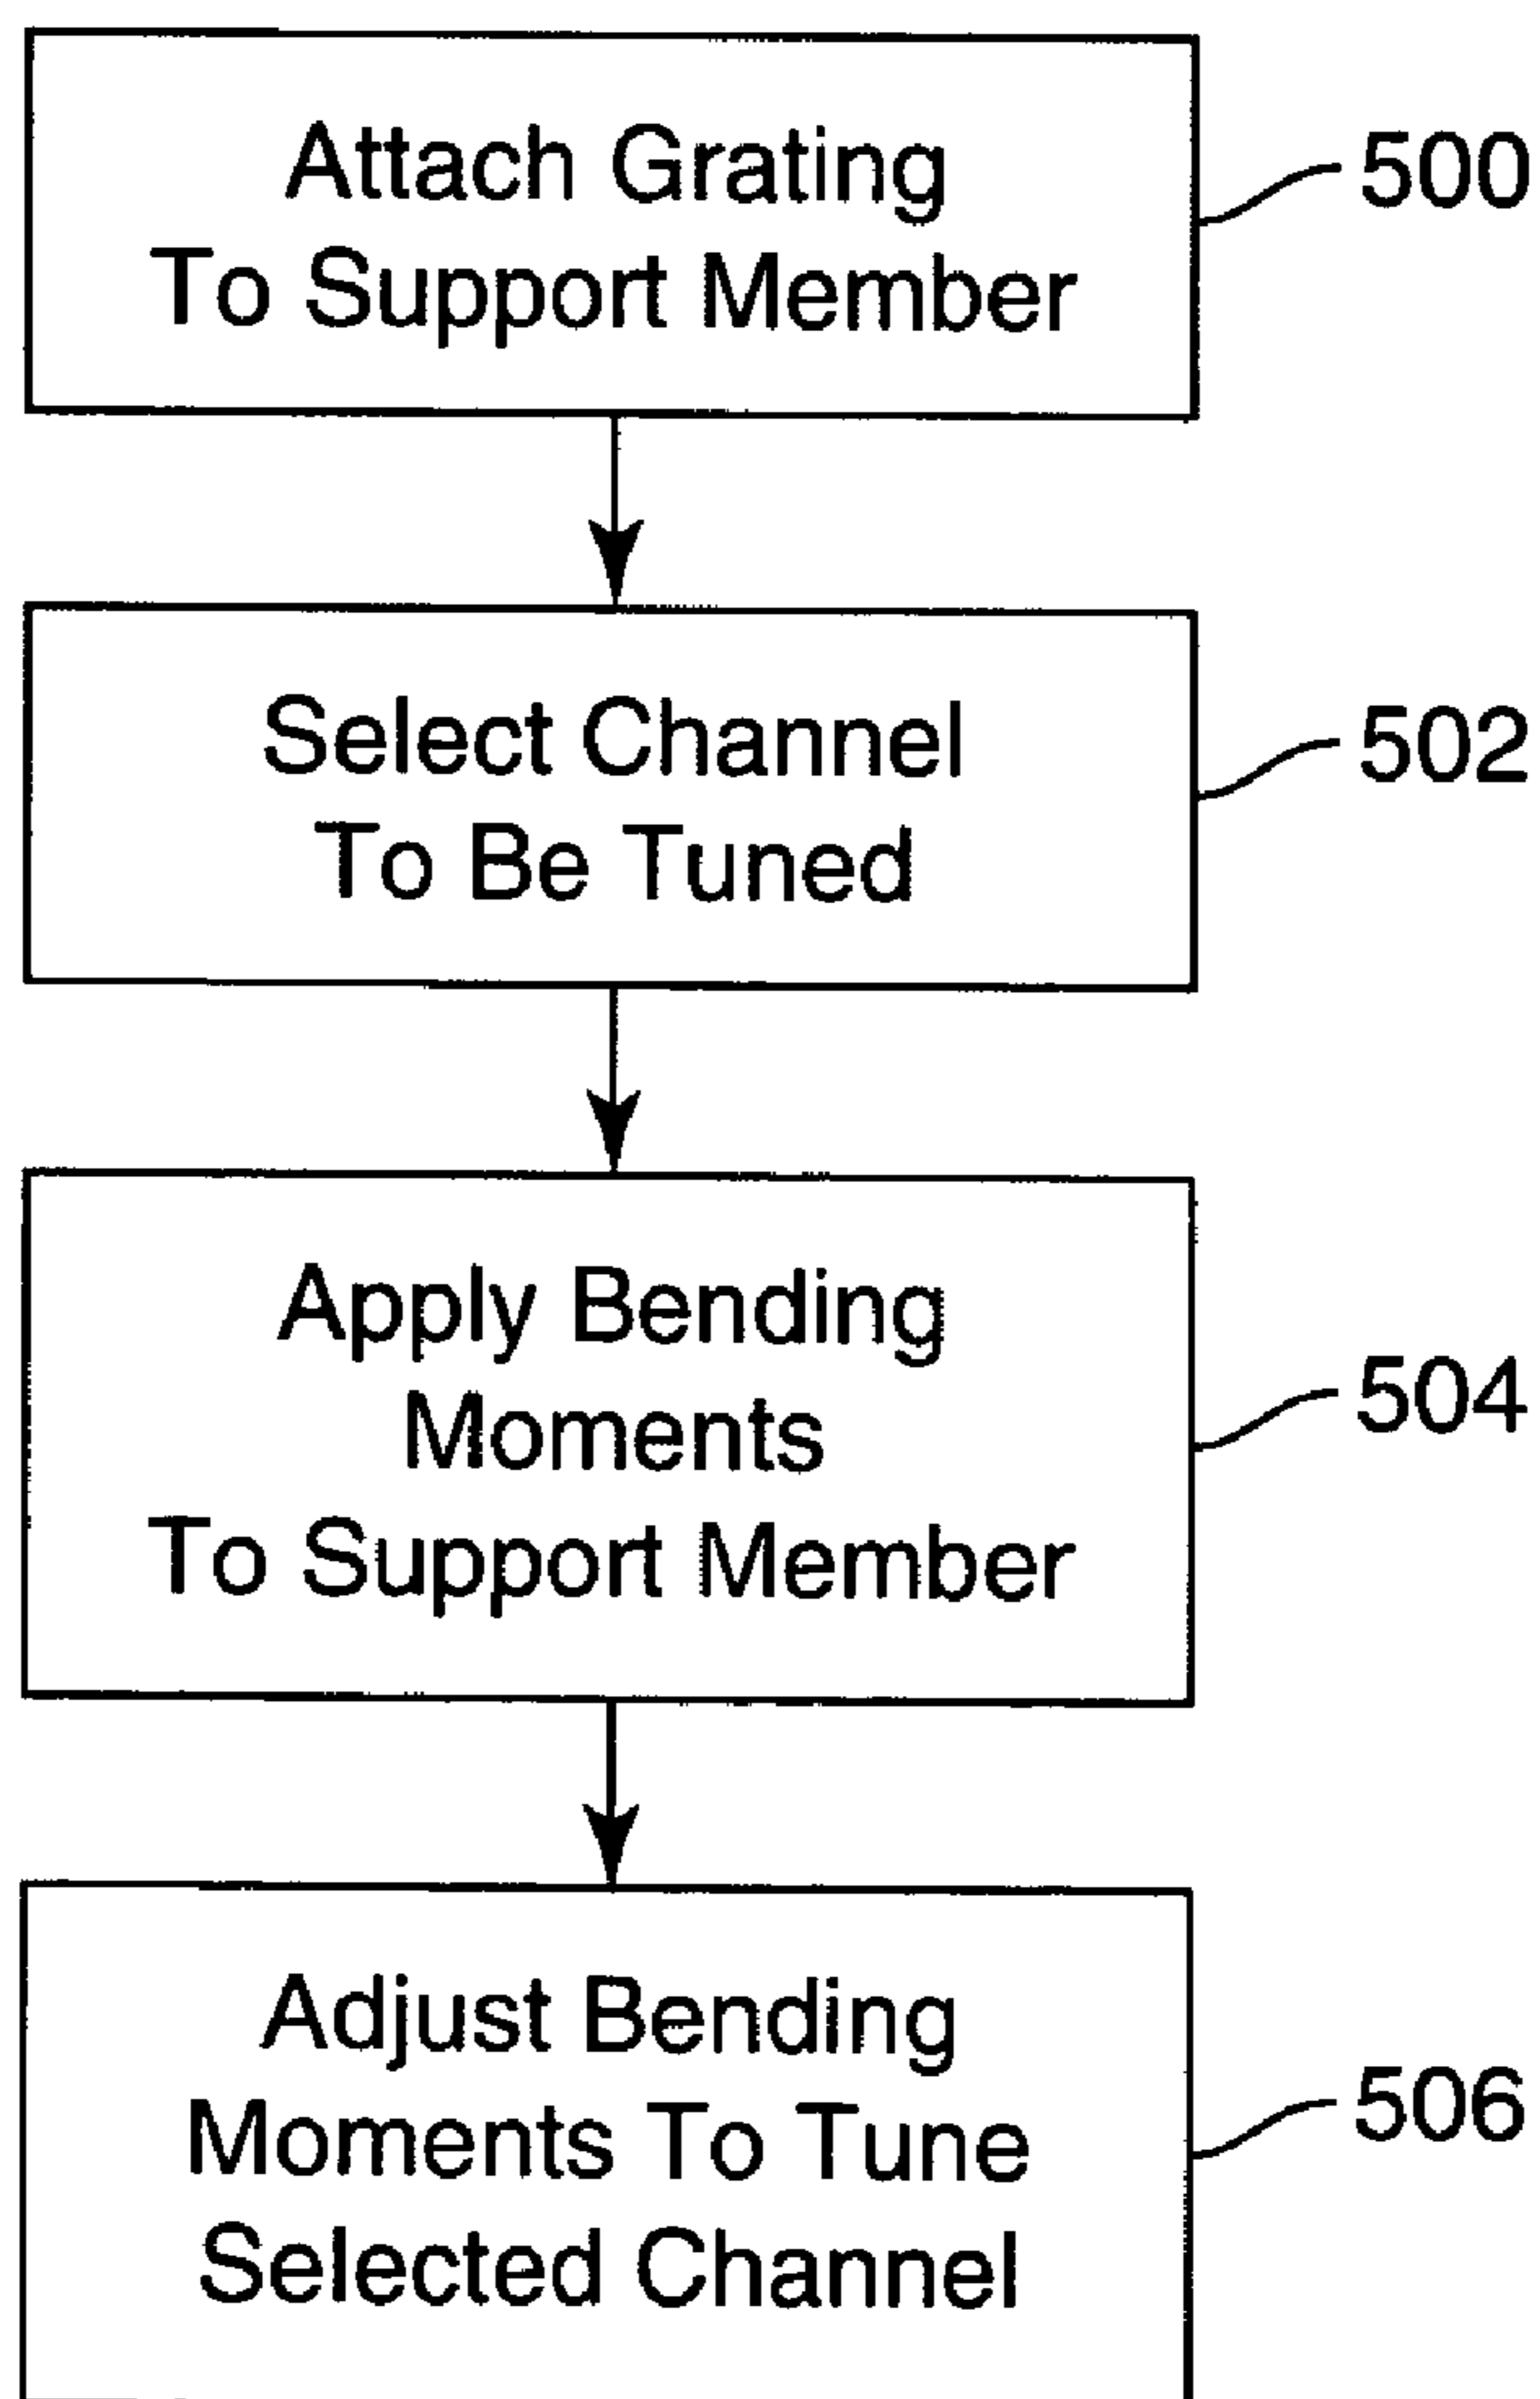 Attach Grating
To Support Member
500
Select Channel
To Be Tuned
502
Apply Bending
Moments
To Support Member
504
Adjust Bending
Moments To Tune
Selected Channel
506